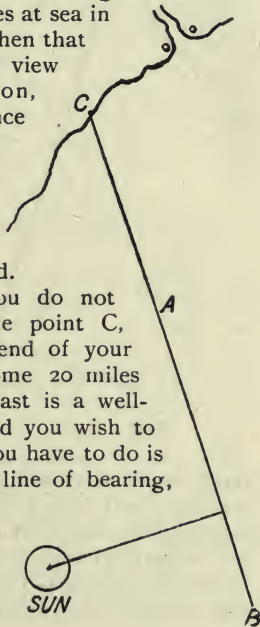 es at sea in
hen that
view
on,
nce
C
d.
ou do not
e point C,
end of your
me 20 miles
ast is a well-
d you wish to
ou have to do is
line of bearing,
A
SUN
B